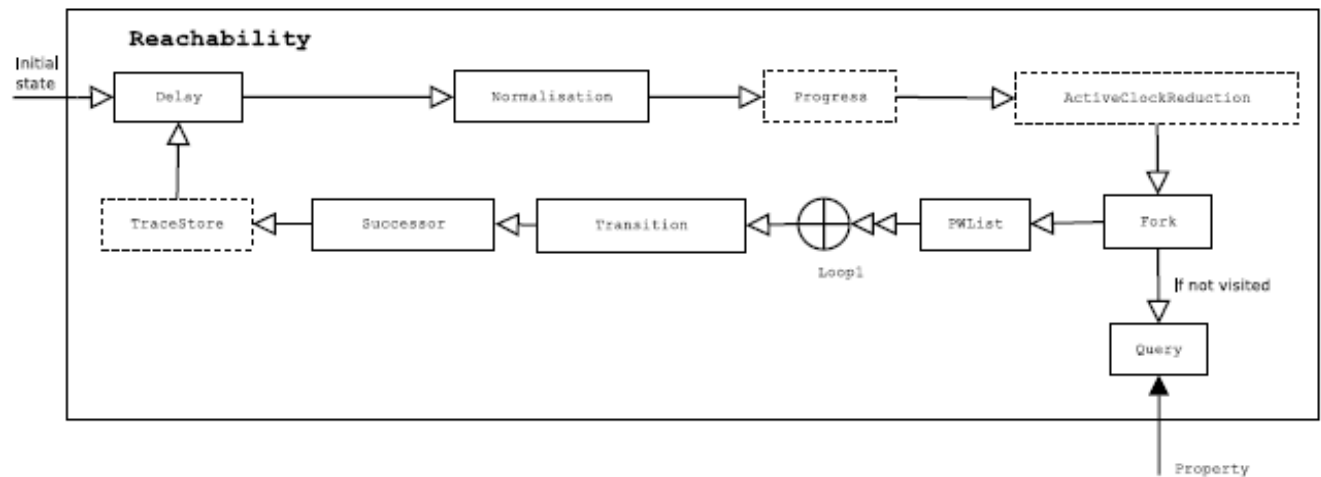 Reachability
Initial
state
Delay
Normalisation
Progress
ActiveClockReduction
TraceStore
Successor
Transition
Loop1
PWList
Fork
If not visited
Query
Property